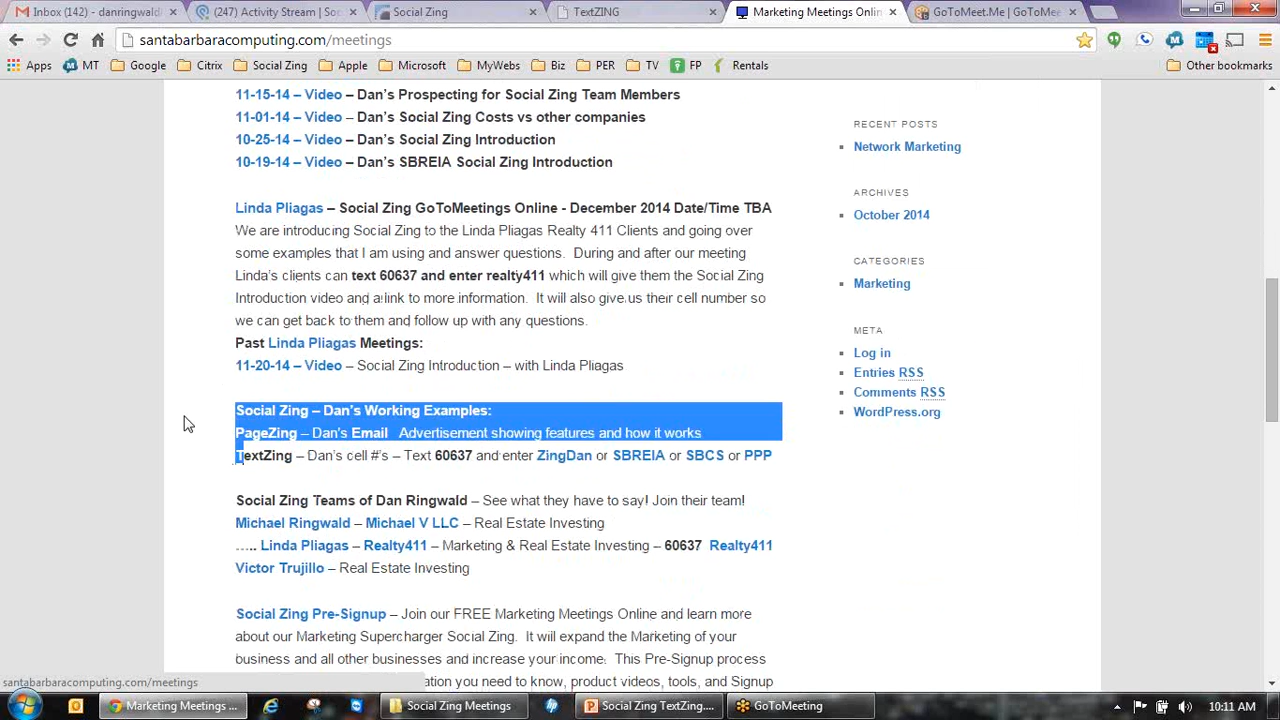 Inbox (142) - danringwald
(247) Activity Stream | Soc
Social Zing
TextZING
Marketing Meetings Onlin
GoToMeet.Me | GoToMee
santabarbaracomputing.com/meetings
Apps MT Google Citrix Social Zing Apple Microsoft MyWebs Biz PER TV FP Rentals Other bookmarks
11-15-14 – Video – Dan's Prospecting for Social Zing Team Members
11-01-14 – Video – Dan's Social Zing Costs vs other companies
10-25-14 – Video – Dan's Social Zing Introduction
10-19-14 – Video – Dan's SBREIA Social Zing Introduction
Linda Pliagas – Social Zing GoToMeetings Online - December 2014 Date/Time TBA
We are introducing Social Zing to the Linda Pliagas Realty 411 Clients and going over
some examples that I am using and answer questions. During and after our meeting
Linda's clients can text 60637 and enter realty411 which will give them the Social Zing
Introduction video and a link to more information. It will also give us their cell number so
we can get back to them and follow up with any questions.
Past Linda Pliagas Meetings:
11-20-14 – Video – Social Zing Introduction – with Linda Pliagas
Social Zing – Dan's Working Examples:
PageZing – Dan's Email Advertisement showing features and how it works
TextZing – Dan's cell #'s – Text 60637 and enter ZingDan or SBREIA or SBCS or PPP
Social Zing Teams of Dan Ringwald – See what they have to say! Join their team!
Michael Ringwald – Michael V LLC – Real Estate Investing
….. Linda Pliagas – Realty411 – Marketing & Real Estate Investing – 60637 Realty411
Victor Trujillo – Real Estate Investing
Social Zing Pre-Signup – Join our FREE Marketing Meetings Online and learn more
about our Marketing Supercharger Social Zing. It will expand the Marketing of your
business and all other businesses and increase your income. This Pre-Signup process
ation you need to know, product videos, tools, and Signup
RECENT POSTS
Network Marketing
ARCHIVES
October 2014
CATEGORIES
Marketing
META
Log in
Entries RSS
Comments RSS
WordPress.org
santabarbaracomputing.com/meetings
Marketing Meetings ...
Social Zing Meetings
Social Zing TextZing....
GoToMeeting
10:11 AM